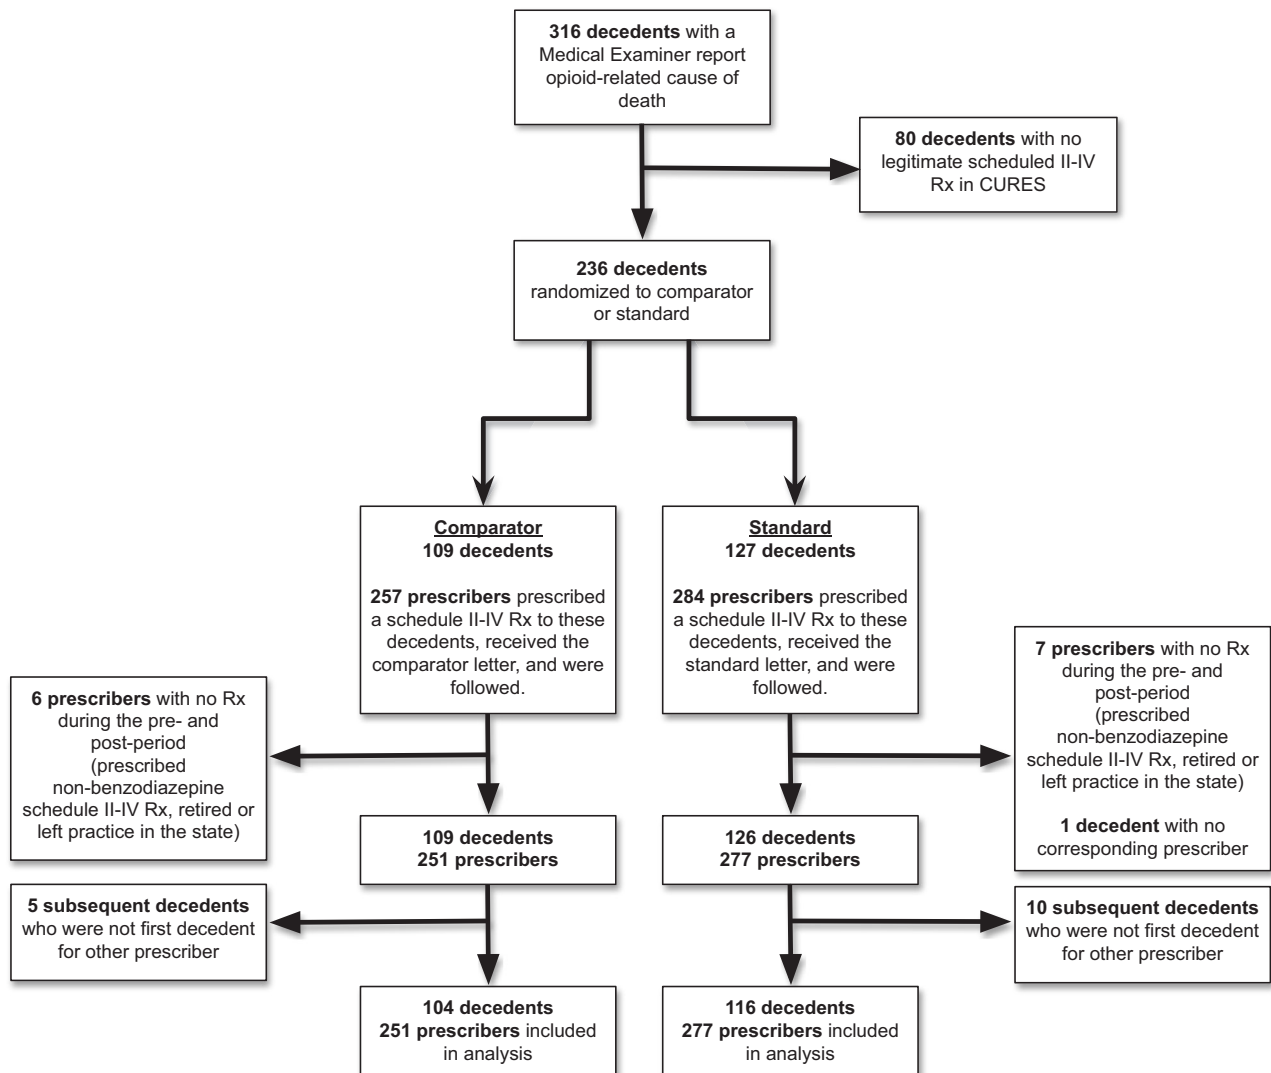 316 decedents with a
Medical Examiner report
opioid-related cause of
death
80 decedents with no
legitimate scheduled II-IV
Rx in CURES
236 decedents
randomized to comparator
or standard
Comparator
109 decedents
257 prescribers prescribed
a schedule II-IV Rx to these
decedents, received the
comparator letter, and were
followed.
Standard
127 decedents
284 prescribers prescribed
a schedule II-IV Rx to these
decedents, received the
standard letter, and were
followed.
6 prescribers with no Rx
during the pre- and
post-period
(prescribed
non-benzodiazepine
schedule II-IV Rx, retired or
left practice in the state)
7 prescribers with no Rx
during the pre- and
post-period
(prescribed
non-benzodiazepine
schedule II-IV Rx, retired or
left practice in the state)
1 decedent with no
corresponding prescriber
109 decedents
251 prescribers
126 decedents
277 prescribers
5 subsequent decedents
who were not first decedent
for other prescriber
10 subsequent decedents
who were not first decedent
for other prescriber
104 decedents
251 prescribers included
in analysis
116 decedents
277 prescribers included
in analysis